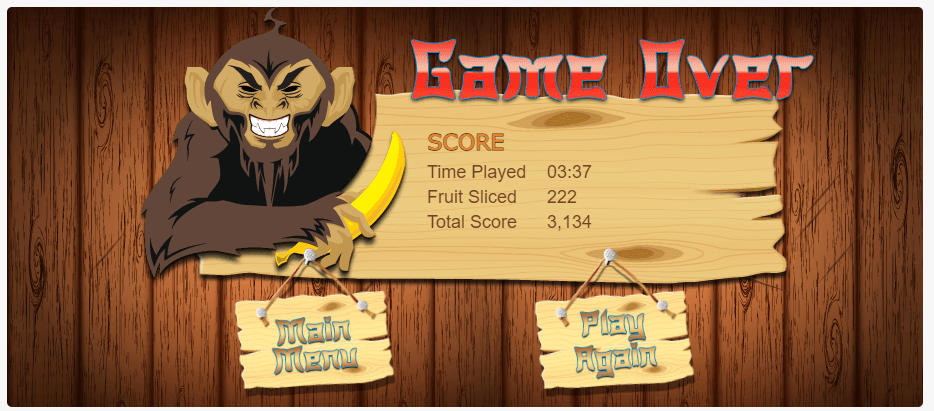 Game Over
SCORE
Time Played 03:37
Fruit Sliced 222
Total Score 3,134
Main
Menu
Play
Again